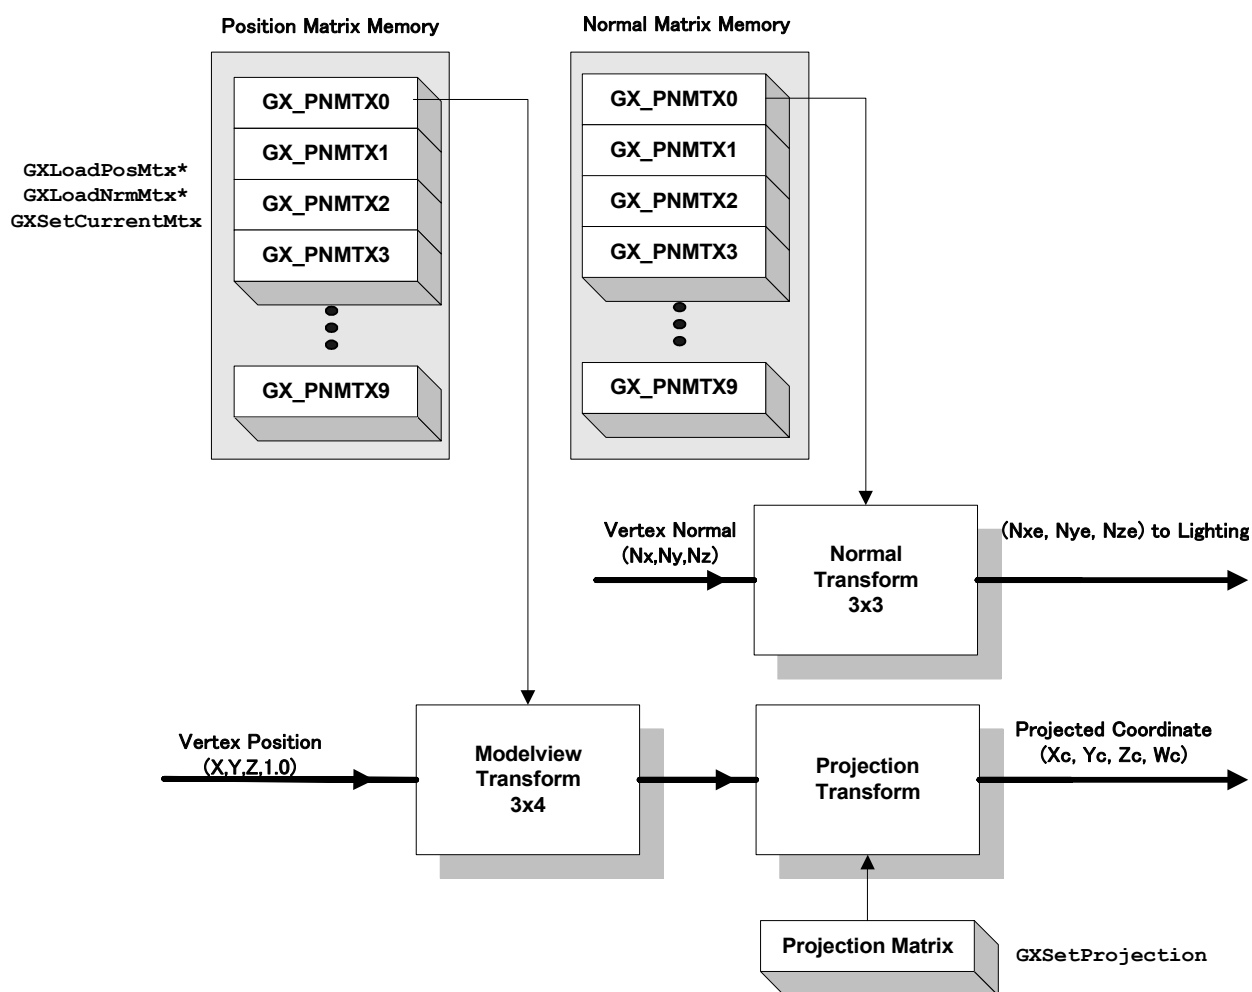 Position Matrix Memory
Normal Matrix Memory
GX_PNMTX0
GX_PNMTX1
GX_PNMTX2
GX_PNMTX3
GX_PNMTX9
GX_PNMTX0
GX_PNMTX1
GX_PNMTX2
GX_PNMTX3
GX_PNMTX9
GXLoadPosMtx*
GXLoadNrmMtx*
GXSetCurrentMtx
Vertex Normal
(Nx,Ny,Nz)
Normal
Transform
3x3
(Nxe, Nye, Nze) to Lighting
Vertex Position
(X,Y,Z,1.0)
Modelview
Transform
3x4
Projection
Transform
Projected Coordinate
(Xc, Yc, Zc, Wc)
Projection Matrix
GXSetProjection